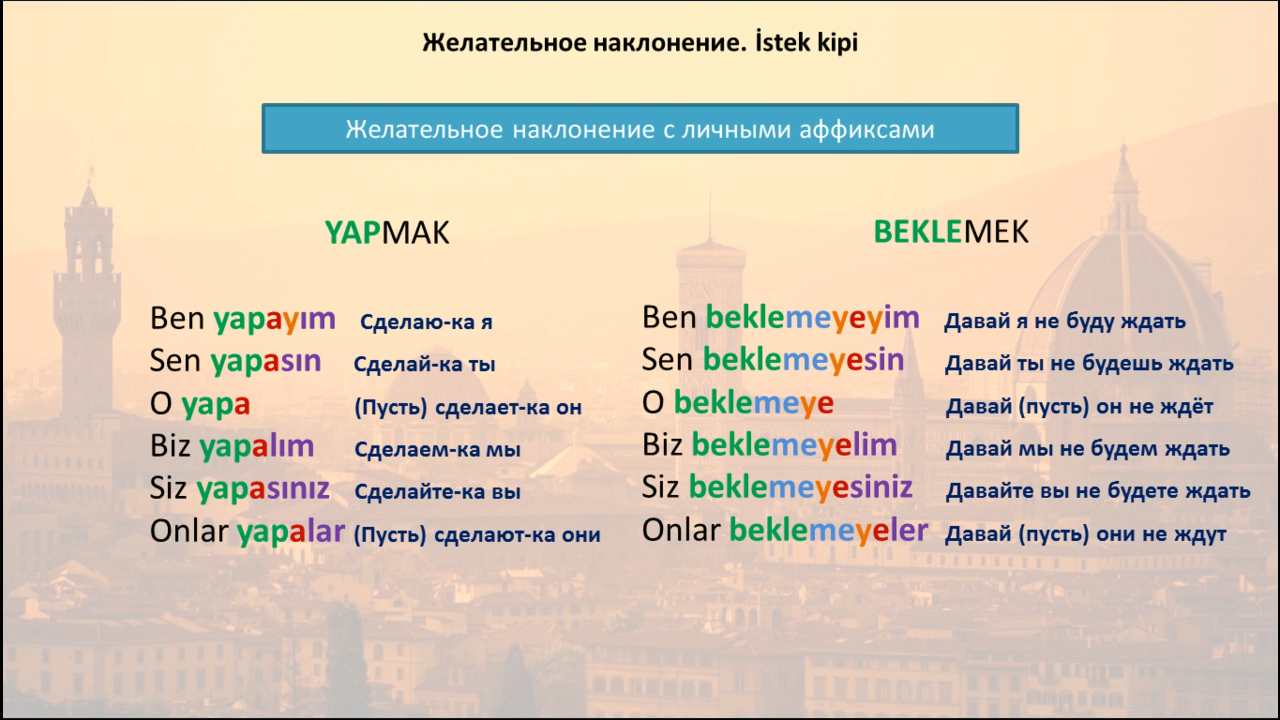 Желательное наклонение. İstek kipi
Желательное наклонение с личными аффиксами
YAPMAK
Ben yapayım Сделаю-ка я
Sen yapasın Сделай-ка ты
O yapa (Пусть) сделает-ка он
Biz yapalım Сделаем-ка мы
Siz yapasınız Сделайте-ка вы
Onlar yapalar (Пусть) сделают-ка они
BEKLEMEK
Ben beklemeyeyim Давай я не буду ждать
Sen beklemeyesin Давай ты не будешь ждать
O beklemeye Давай (пусть) он не ждёт
Biz beklemeyelim Давай мы не будем ждать
Siz beklemeyesiniz Давайте вы не будете ждать
Onlar beklemeyeler Давай (пусть) они не ждут